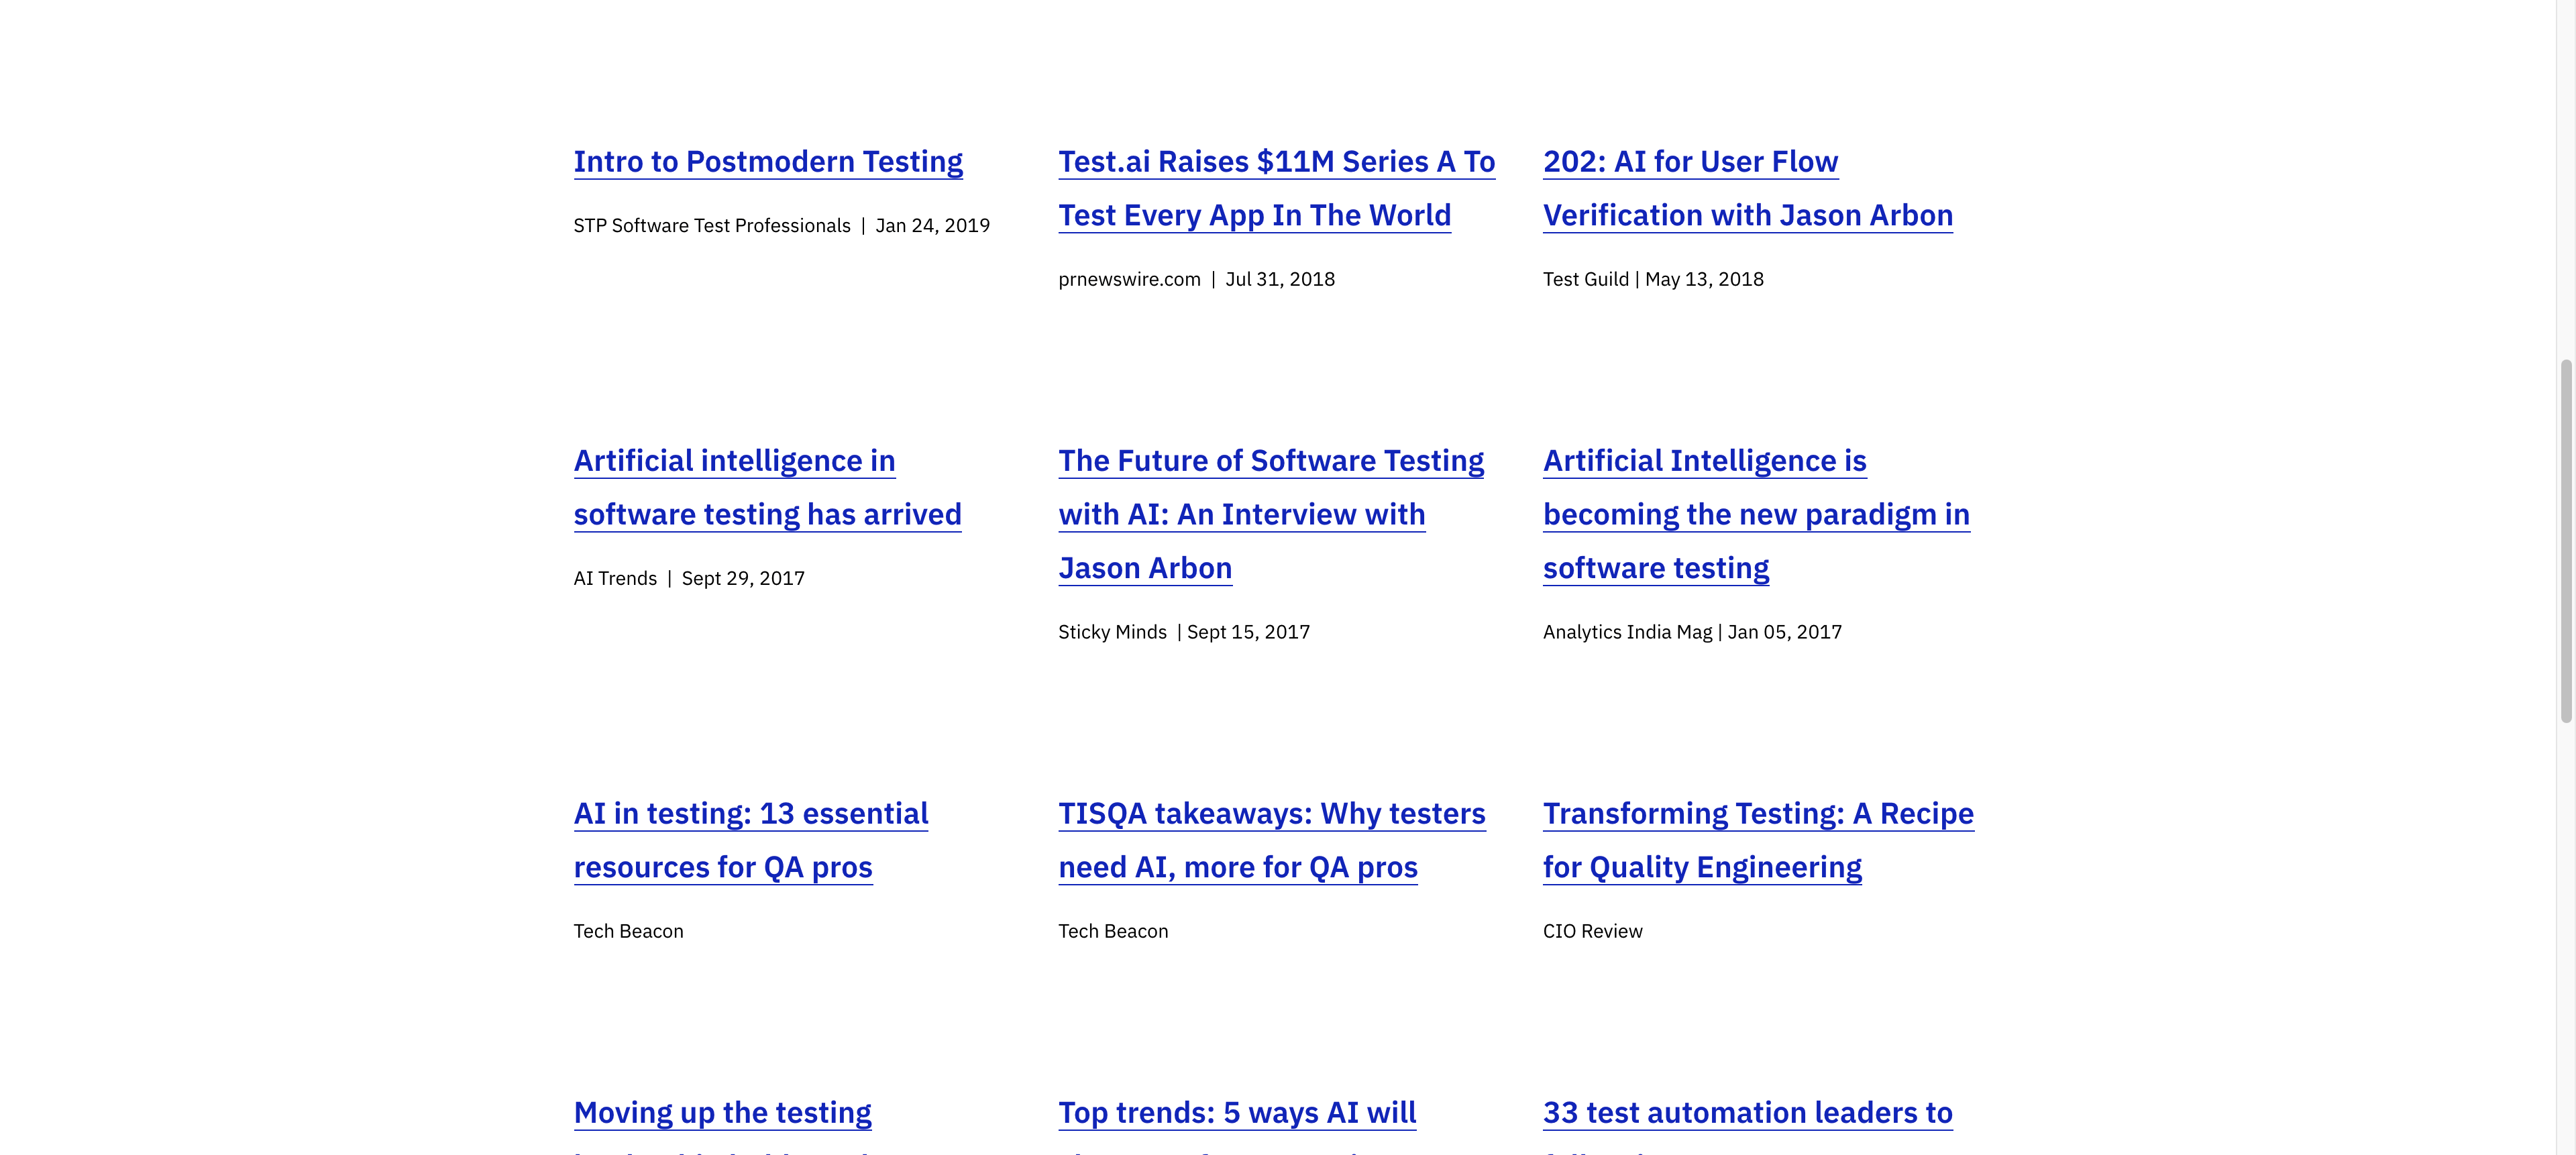 Intro to Postmodern Testing
STP Software Test Professionals | Jan 24, 2019
Test.ai Raises $11M Series A To
Test Every App In The World
prnewswire.com | Jul 31, 2018
202: AI for User Flow
Verification with Jason Arbon
Test Guild | May 13, 2018
Artificial intelligence in
software testing has arrived
AI Trends | Sept 29, 2017
The Future of Software Testing
with AI: An Interview with
Jason Arbon
Sticky Minds | Sept 15, 2017
Artificial Intelligence is
becoming the new paradigm in
software testing
Analytics India Mag | Jan 05, 2017
AI in testing: 13 essential
resources for QA pros
Tech Beacon
TISQA takeaways: Why testers
need AI, more for QA pros
Tech Beacon
Transforming Testing: A Recipe
for Quality Engineering
CIO Review
Moving up the testing
Top trends: 5 ways AI will
33 test automation leaders to